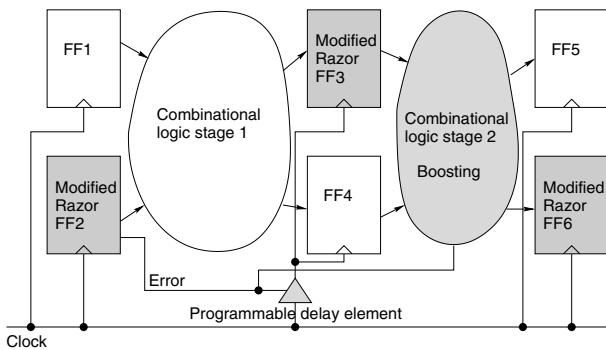 FF1
Modified
Razor
FF3
FF5
Combinational
logic stage 1
Combinational
logic stage 2
Boosting
Modified
Razor
FF2
FF4
Modified
Razor
FF6
Error
Programmable delay element
Clock